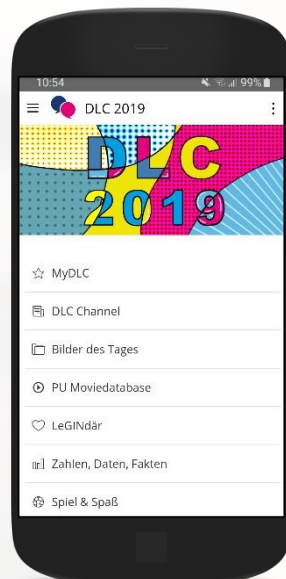 10:54 99%
DLC 2019
DLC
2019
MyDLC
DLC Channel
Bilder des Tages
PU Moviedatabase
LeGINdär
Zahlen, Daten, Fakten
Spiel & Spaß